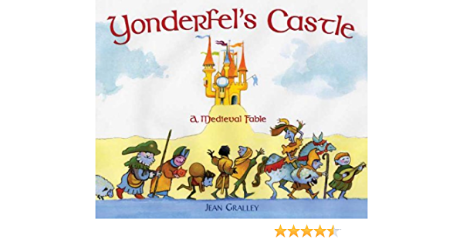 Yonderfel's Castle
A Medieval Fable
Jean Gralley